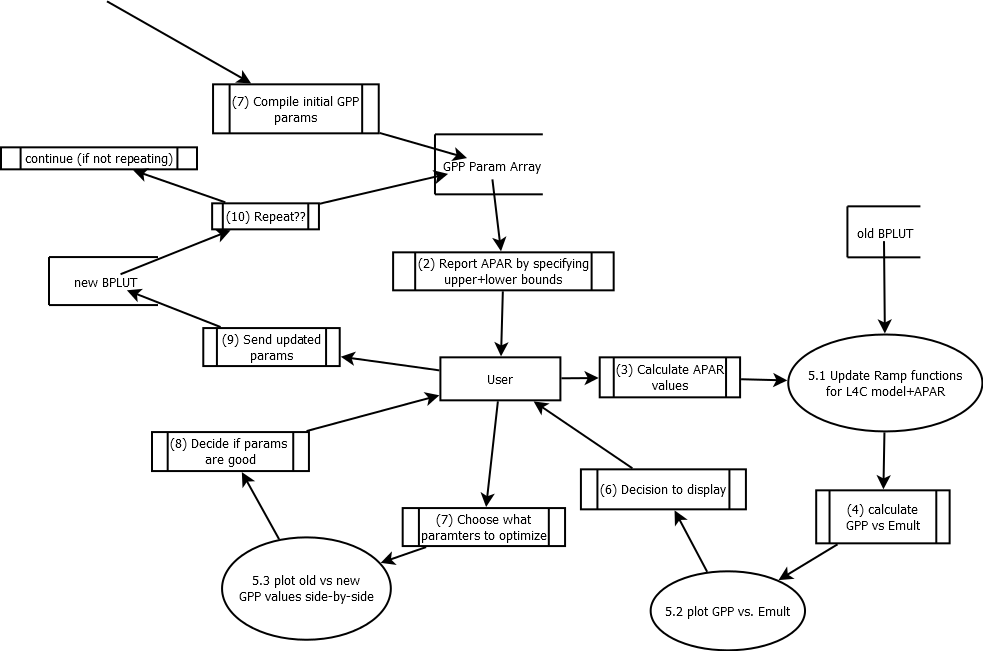 (7) Compile initial GPP
params
continue (if not repeating)
GPP Param Array
(10) Repeat??
old BPLUT
(2) Report APAR by specifying
upper+lower bounds
new BPLUT
(9) Send updated
params
User
(3) Calculate APAR
values
5.1 Update Ramp functions
for L4C model+APAR
(8) Decide if params
are good
(6) Decision to display
(4) calculate
GPP vs Emult
(7) Choose what
paramters to optimize
5.3 plot old vs new
GPP values side-by-side
5.2 plot GPP vs. Emult